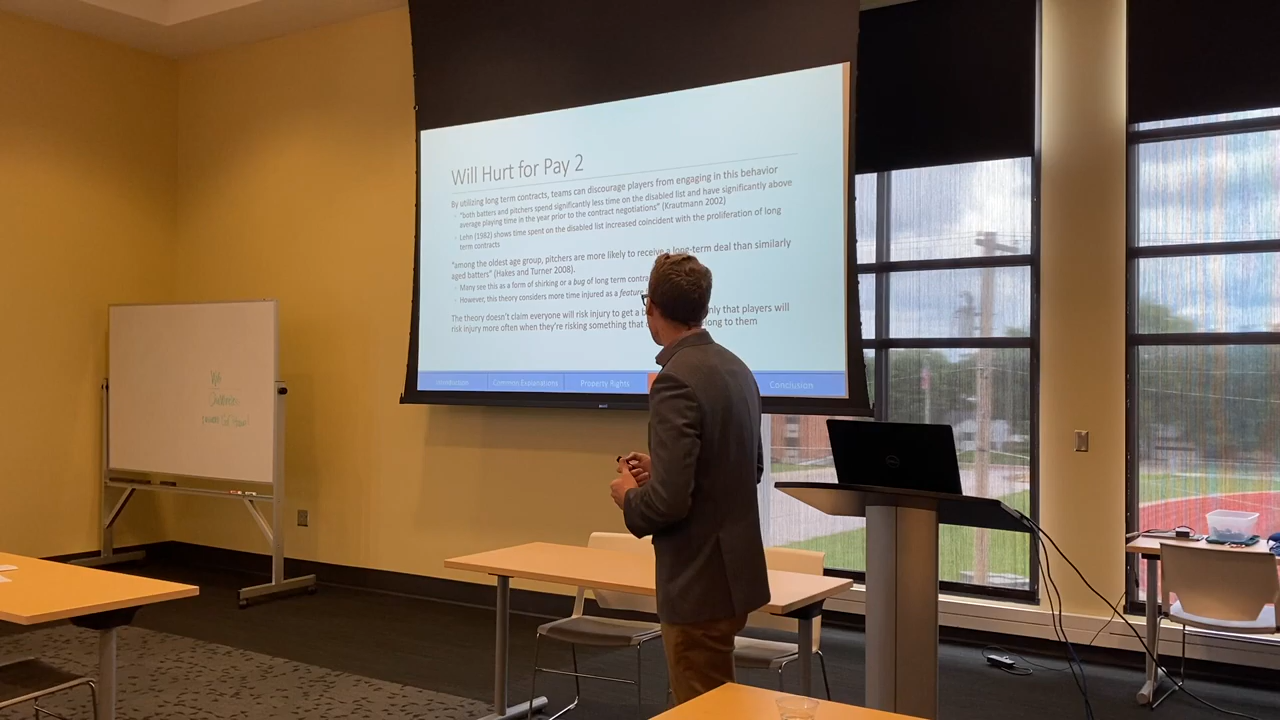 Will Hurt for Pay 2
By utilizing long term contracts, teams can discourage players from engaging in this behavior
"both batters and pitchers spend significantly less time on the disabled list and have significantly above
average playing time in the year prior to the contract negotiations" (Krautmann 2002)
Lehn (1982) shows time spent on the disabled list increased coincident with the proliferation of long
term contracts
"among the oldest age group, pitchers are more likely to receive a long-term deal than similarly
aged batters" (Hakes and Turner 2008).
Many see this as a form of shirking or a bug of long term
However, this theory considers more time injured as a feature
The theory doesn't claim everyone will risk injury to get a only that players will
risk injury more often when they're risking something that to them
Introduction Common Explanations Property Rights Conclusion
Wifi
DELL